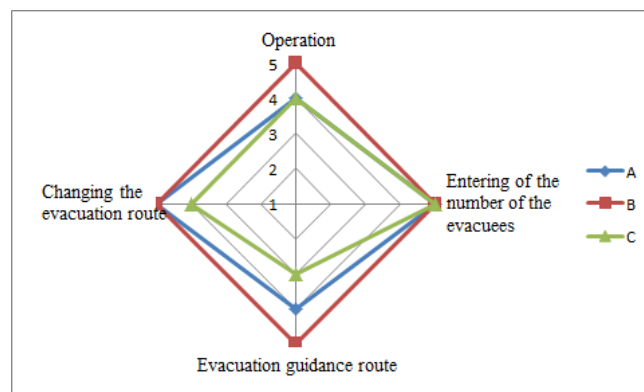 Operation
5
4
3
2
1
Changing the
evacuation route
Entering of the
number of the
evacuees
Evacuation guidance route
A
B
C